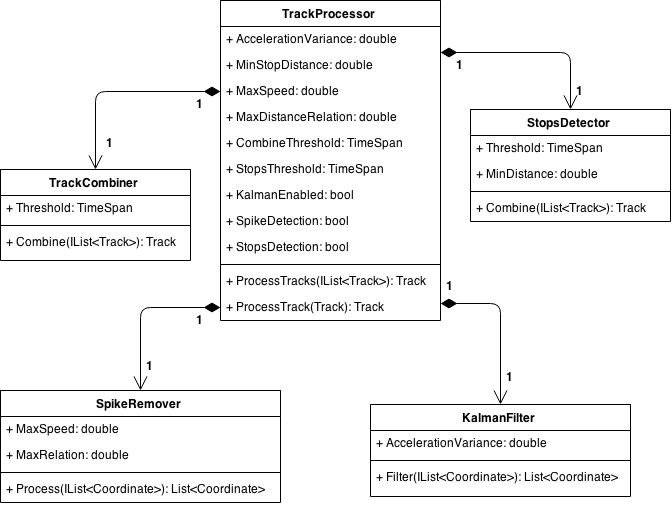 TrackProcessor
+ AccelerationVariance: double
+ MinStopDistance: double
+ MaxSpeed: double
+ MaxDistanceRelation: double
+ CombineThreshold: TimeSpan
+ StopsThreshold: TimeSpan
+ KalmanEnabled: bool
+ SpikeDetection: bool
+ StopsDetection: bool
+ ProcessTracks(IList<Track>): Track
+ ProcessTrack(Track): Track
1
1
StopsDetector
+ Threshold: TimeSpan
+ MinDistance: double
+ Combine(IList<Track>): Track
1
1
TrackCombiner
+ Threshold: TimeSpan
+ Combine(IList<Track>): Track
1
1
SpikeRemover
+ MaxSpeed: double
+ MaxRelation: double
+ Process(IList<Coordinate>): List<Coordinate>
1
1
KalmanFilter
+ AccelerationVariance: double
+ Filter(IList<Coordinate>): List<Coordinate>